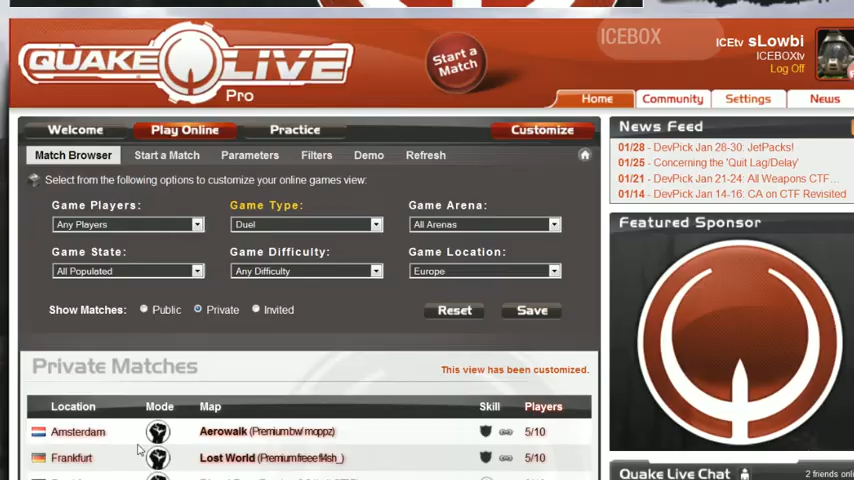 ICEBOX
QUAKE LIVE
Pro
Start a
Match
ICEtv sLowbi
ICEBOXtv
Log Off
Home Community Settings News
Welcome Play Online Practice Customize
Match Browser Start a Match Parameters Filters Demo Refresh
Select from the following options to customize your online games view:
Game Players: Game Type: Game Arena:
Any Players Duel All Arenas
Game State: Game Difficulty: Game Location:
All Populated Any Difficulty Europe
Show Matches: Public Private Invited Reset Save
Private Matches This view has been customized.
Location Mode Map Skill Players
Amsterdam Aerowalk (Premium bw/ moppz) 5/10
Frankfurt Lost World (Premium freee fl4sh_) 5/10
News Feed
01/28 - DevPick Jan 28-30: JetPacks!
01/25 - Concerning the 'Quit Lag/Delay'
01/21 - DevPick Jan 21-24: All Weapons CTF...
01/14 - DevPick Jan 14-16: CA on CTF Revisited
Featured Sponsor
Quake Live Chat 2 friends onl